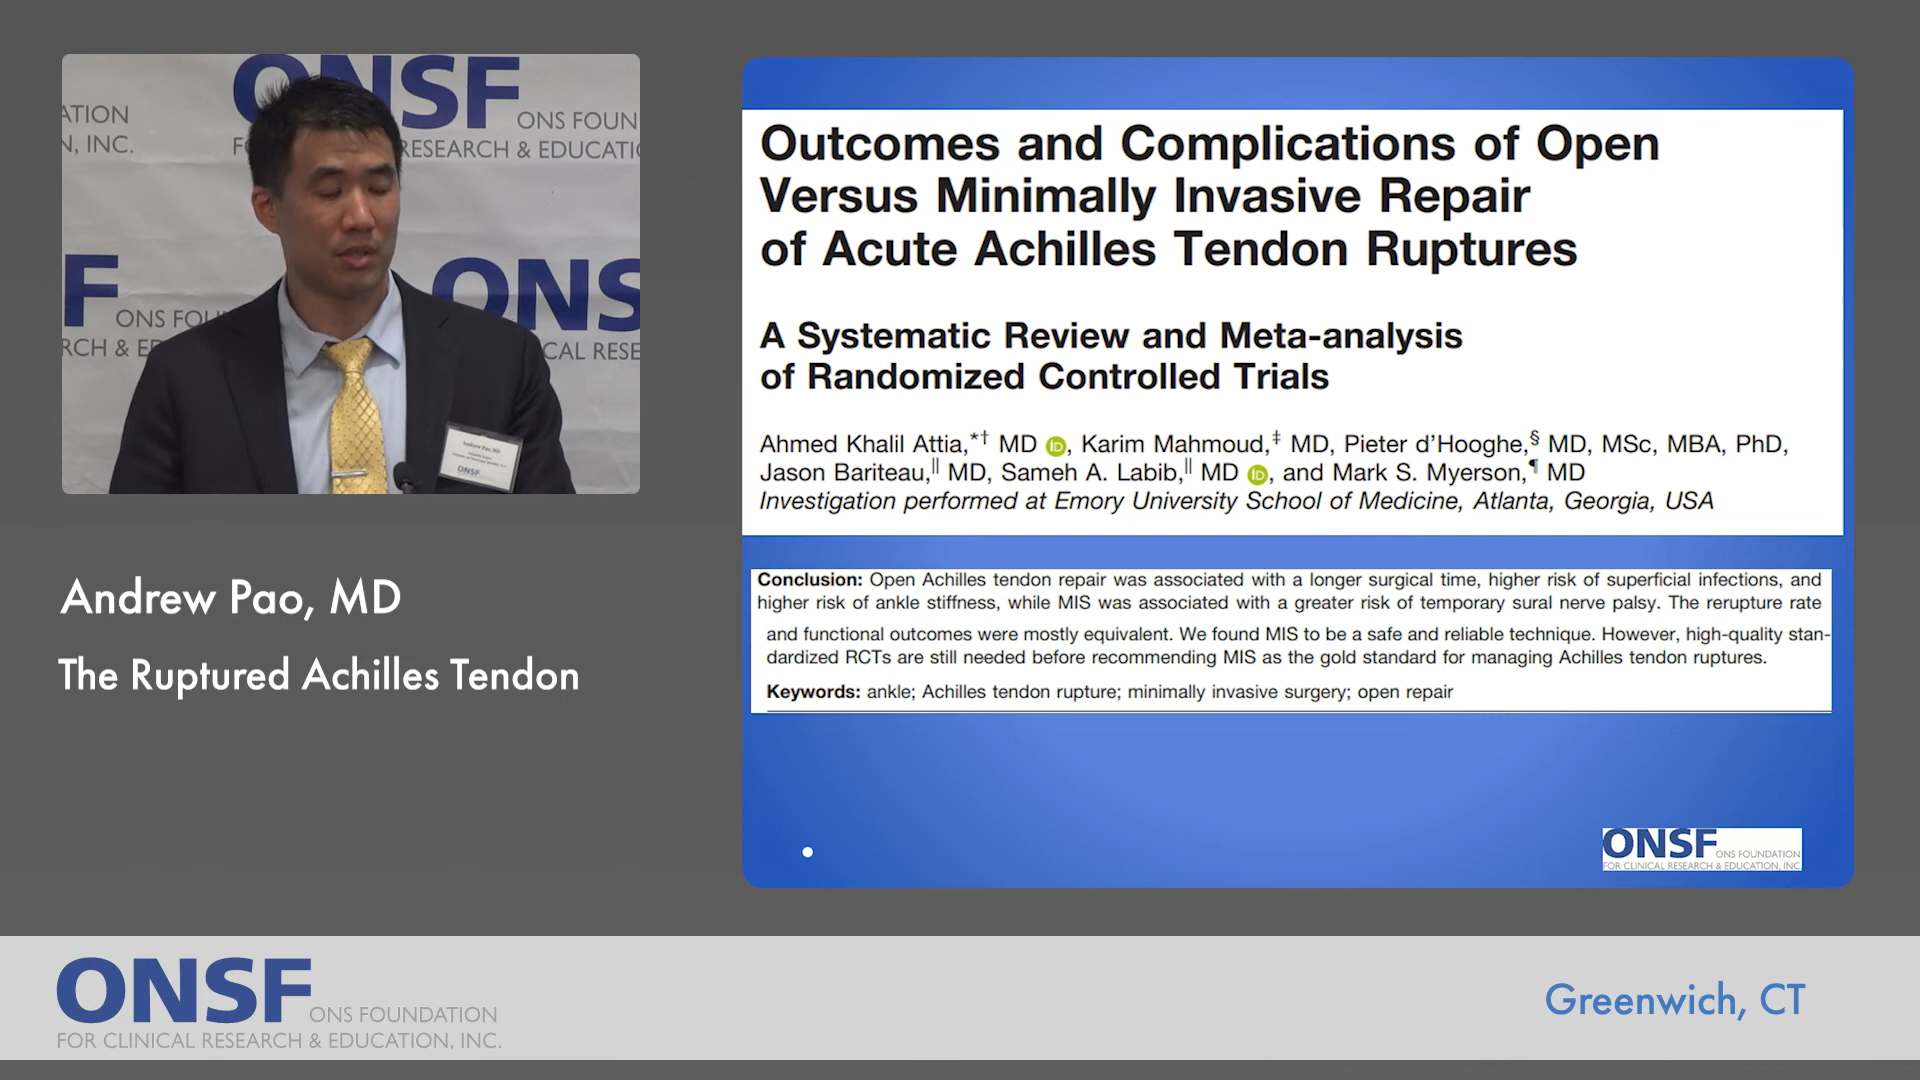 ONSF
ATION
ONS FOUN
N, INC.
RESEARCH & EDUCATI
F
ONS
ONS FOU
RCH & E
CAL RESE
Andrew Pao, MD
ONSF
Andrew Pao, MD
The Ruptured Achilles Tendon
Outcomes and Complications of Open
Versus Minimally Invasive Repair
of Acute Achilles Tendon Ruptures
A Systematic Review and Meta-analysis
of Randomized Controlled Trials
Ahmed Khalil Attia,*† MD iD, Karim Mahmoud,‡ MD, Pieter d’Hooghe,§ MD, MSc, MBA, PhD,
Jason Bariteau,|| MD, Sameh A. Labib,|| MD iD, and Mark S. Myerson,¶ MD
Investigation performed at Emory University School of Medicine, Atlanta, Georgia, USA
Conclusion: Open Achilles tendon repair was associated with a longer surgical time, higher risk of superficial infections, and
higher risk of ankle stiffness, while MIS was associated with a greater risk of temporary sural nerve palsy. The rerupture rate
and functional outcomes were mostly equivalent. We found MIS to be a safe and reliable technique. However, high-quality stan-
dardized RCTs are still needed before recommending MIS as the gold standard for managing Achilles tendon ruptures.
Keywords: ankle; Achilles tendon rupture; minimally invasive surgery; open repair
ONSF ONS FOUNDATION
FOR CLINICAL RESEARCH & EDUCATION, INC.
ONSF ONS FOUNDATION
FOR CLINICAL RESEARCH & EDUCATION, INC.
Greenwich, CT